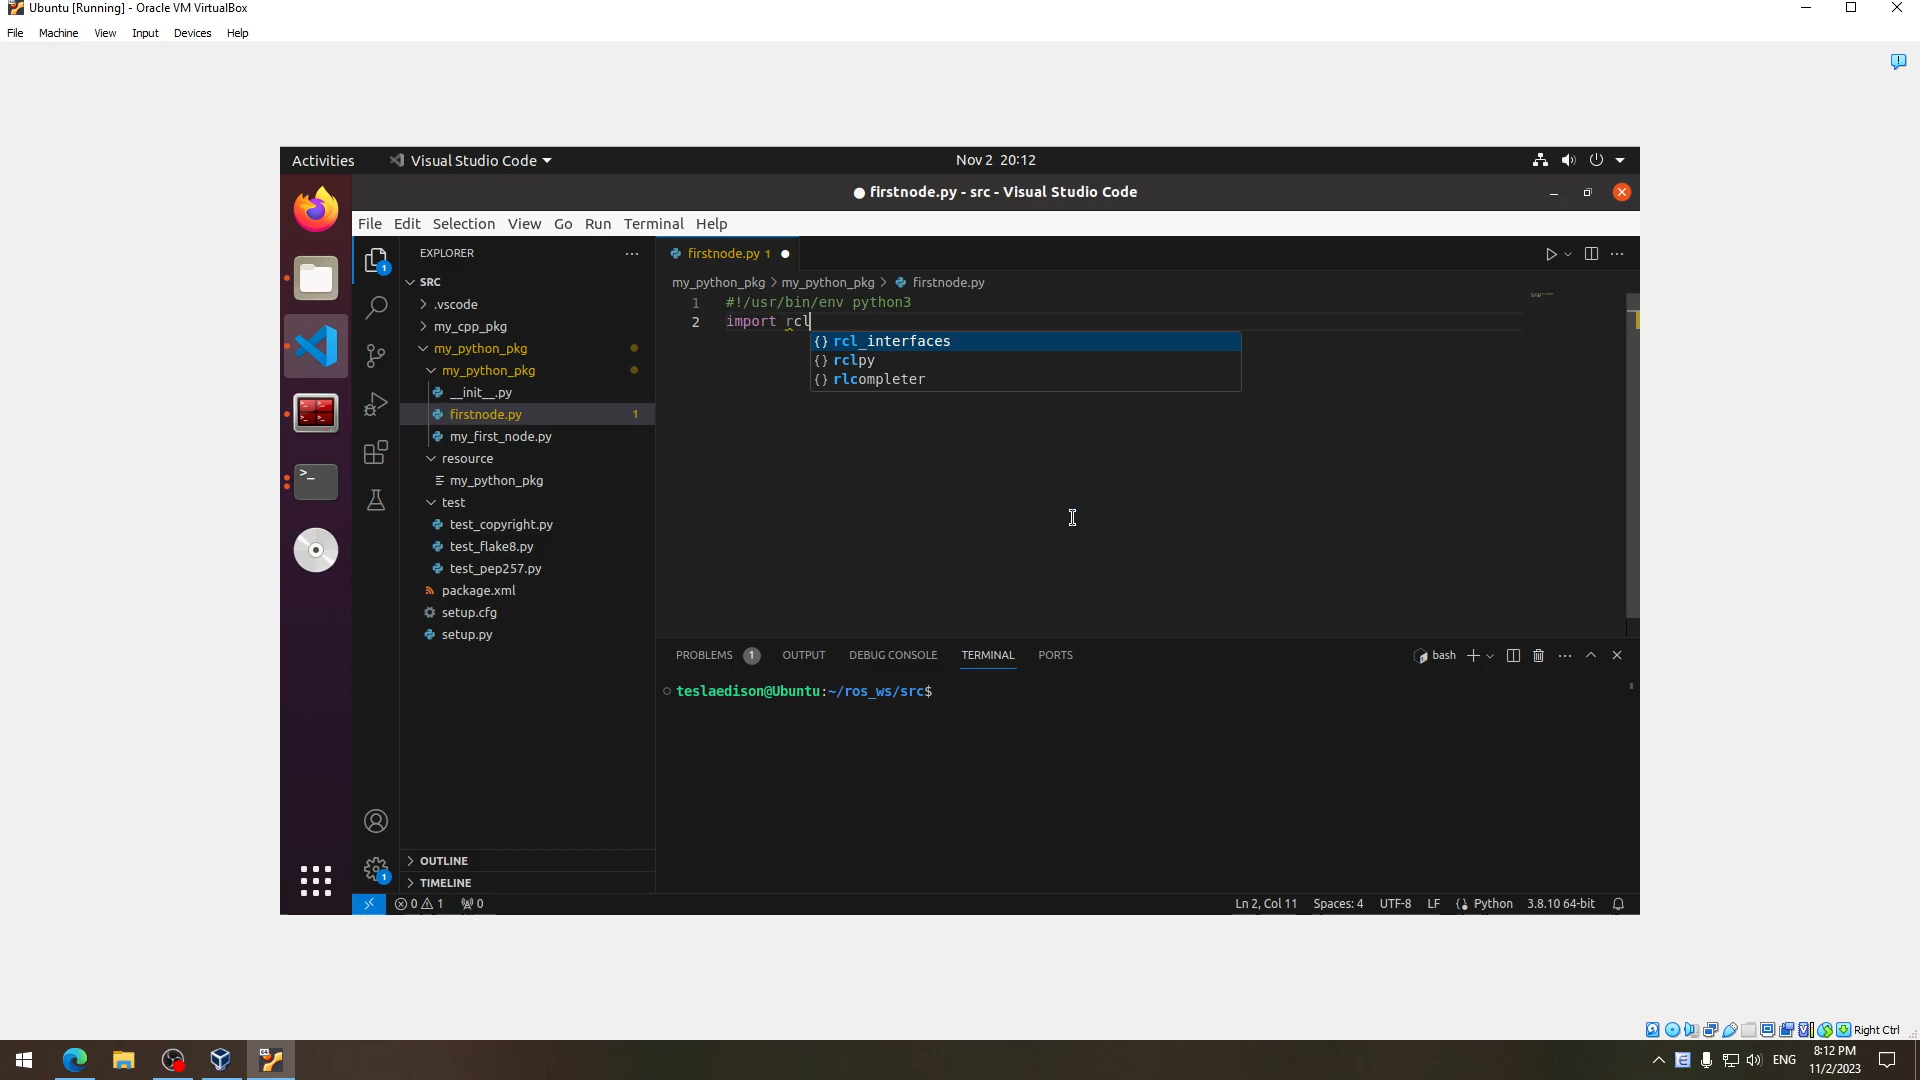 Ubuntu [Running] - Oracle VM VirtualBox
File Machine View Input Devices Help
Activities Visual Studio Code Nov 2 20:12
firstnode.py - src - Visual Studio Code
File Edit Selection View Go Run Terminal Help
EXPLORER
firstnode.py 1
SRC
my_python_pkg > my_python_pkg > firstnode.py
.vscode
my_cpp_pkg
my_python_pkg
my_python_pkg
__init__.py
firstnode.py 1
my_first_node.py
resource
my_python_pkg
test
test_copyright.py
test_flake8.py
test_pep257.py
package.xml
setup.cfg
setup.py
OUTLINE
TIMELINE
1 #!/usr/bin/env python3
2 import rcl
{} rcl_interfaces
{} rclpy
{} rlcompleter
PROBLEMS 1 OUTPUT DEBUG CONSOLE TERMINAL PORTS bash
teslaedison@Ubuntu:~/ros_ws/src$
1
1
0 1 0 Ln 2, Col 11 Spaces: 4 UTF-8 LF Python 3.8.10 64-bit
Right Ctrl
ENG 8:12 PM
11/2/2023